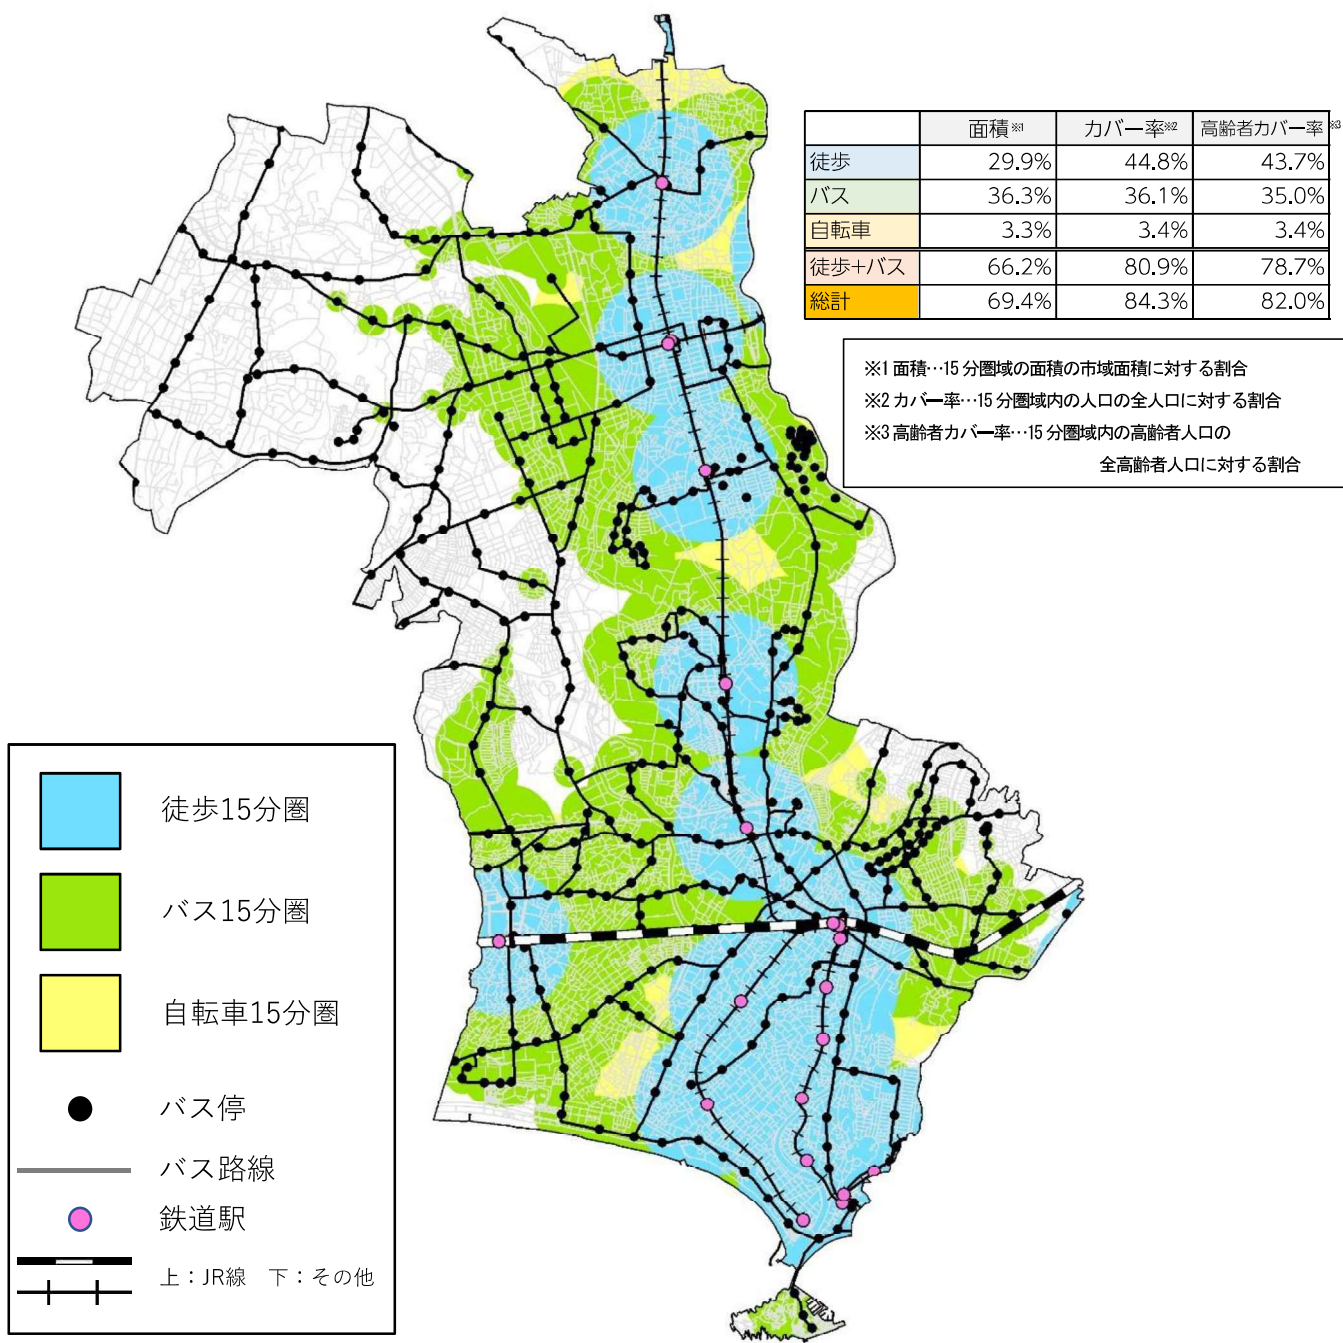 面積※1 カバー率※2 高齢者カバー率※3
徒歩 29.9% 44.8% 43.7%
バス 36.3% 36.1% 35.0%
自転車 3.3% 3.4% 3.4%
徒歩+バス 66.2% 80.9% 78.7%
総計 69.4% 84.3% 82.0%
※1 面積…15分圏域の面積の市域面積に対する割合
※2 カバー率…15分圏域内の人口の全人口に対する割合
※3 高齢者カバー率…15分圏域内の高齢者人口の
全高齢者人口に対する割合
徒歩15分圏
バス15分圏
自転車15分圏
バス停
バス路線
鉄道駅
上：JR線　下：その他